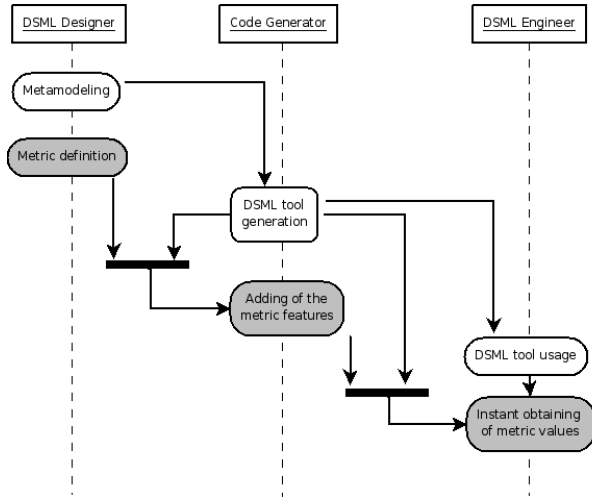 DSML Designer
Code Generator
DSML Engineer
Metamodeling
Metric definition
DSML tool
generation
Adding of the
metric features
DSML tool usage
Instant obtaining
of metric values